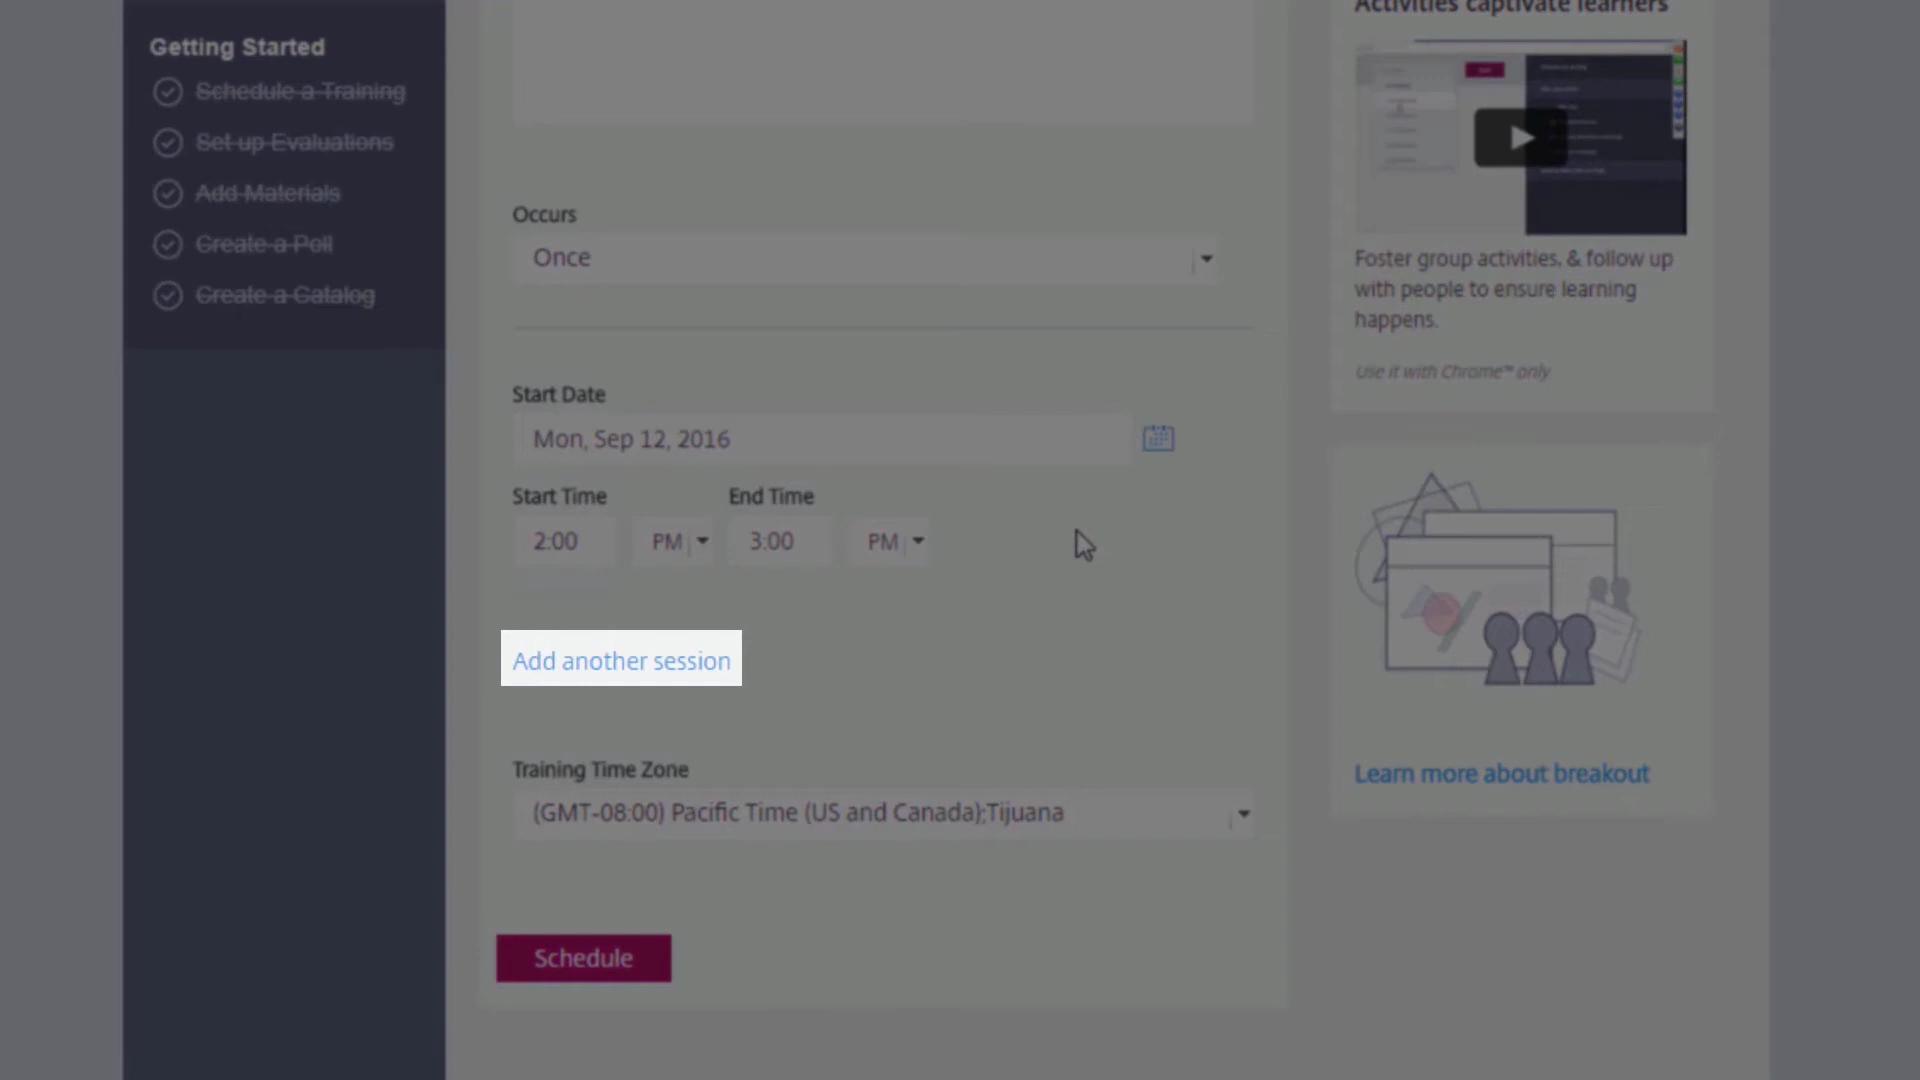 Getting Started
Schedule a Training
Set up Evaluations
Add Materials
Create a Poll
Create a Catalog
Occurs
Once
Start Date
Mon, Sep 12, 2016
Start Time
End Time
2:00
PM
3:00
PM
Add another session
Training Time Zone
(GMT-08:00) Pacific Time (US and Canada);Tijuana
Schedule
Activities captivate learners
Foster group activities, & follow up
with people to ensure learning
happens.
Use it with Chrome™ only
Learn more about breakout